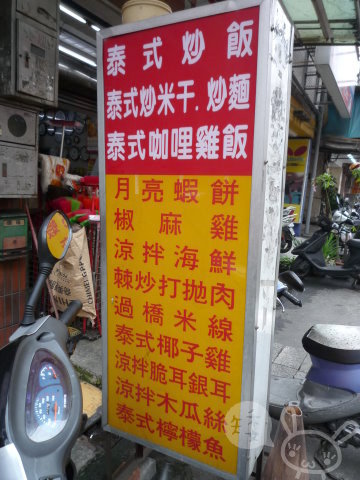 泰式炒飯
泰式炒米干.炒麵
泰式咖哩雞飯
月亮蝦餅
椒麻雞
涼拌海鮮
棘炒打抛肉
過橋米線
泰式椰子雞
涼拌脆耳銀耳
涼拌木瓜絲
泰式檸檬魚